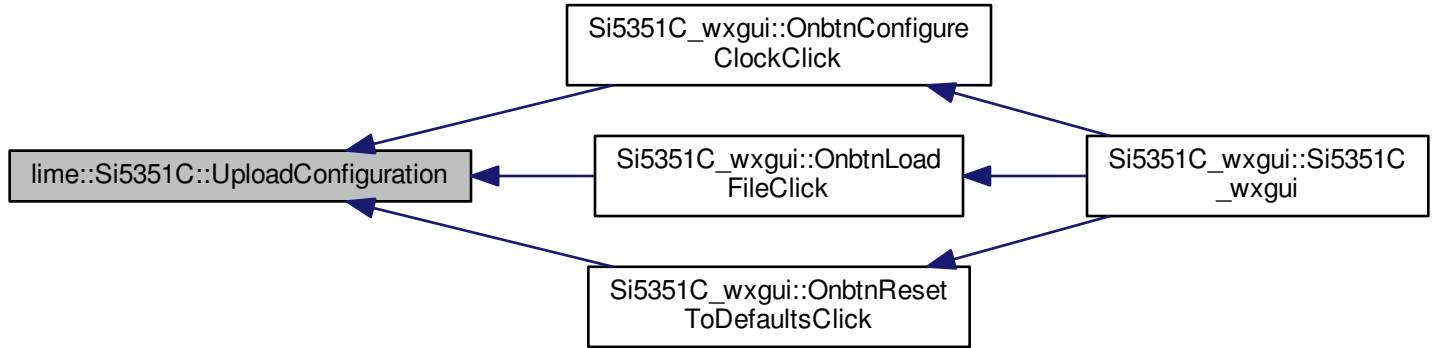 Si5351C_wxgui::OnbtnConfigure
ClockClick
lime::Si5351C::UploadConfiguration
Si5351C_wxgui::OnbtnLoad
FileClick
Si5351C_wxgui::Si5351C
_wxgui
Si5351C_wxgui::OnbtnReset
ToDefaultsClick